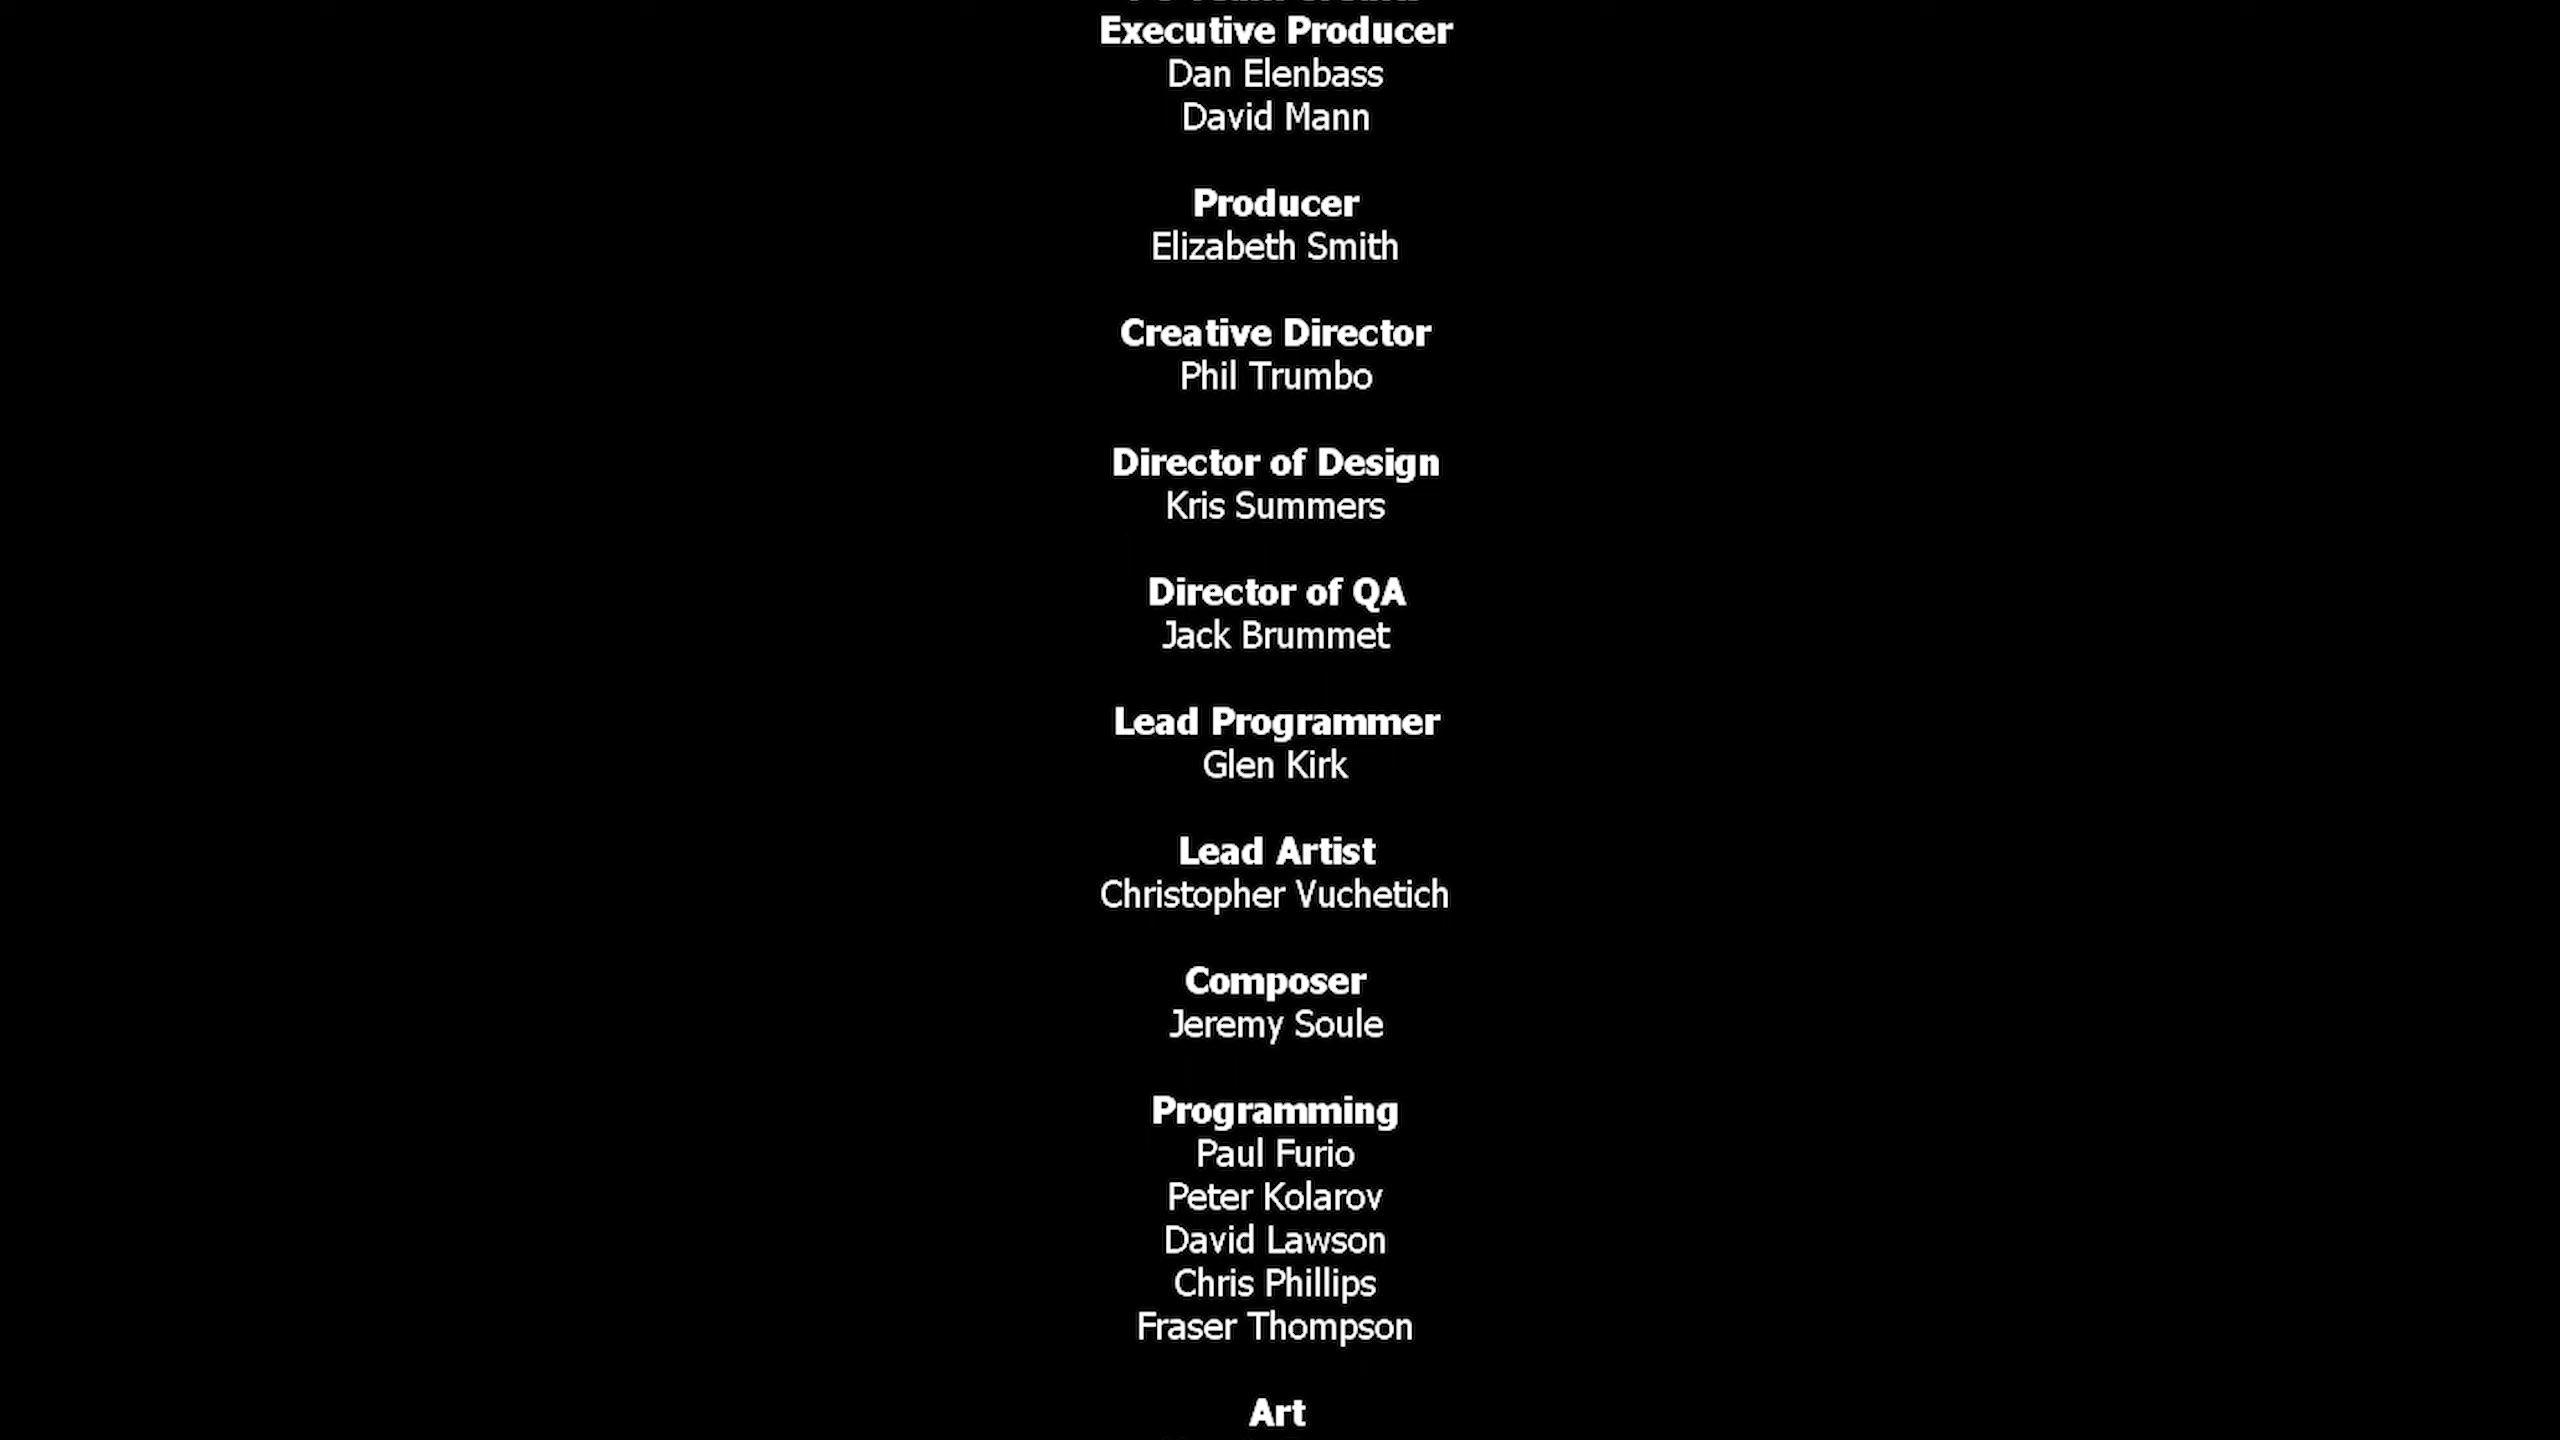 Executive Producer
Dan Elenbass
David Mann
Producer
Elizabeth Smith
Creative Director
Phil Trumbo
Director of Design
Kris Summers
Director of QA
Jack Brummet
Lead Programmer
Glen Kirk
Lead Artist
Christopher Vuchetich
Composer
Jeremy Soule
Programming
Paul Furio
Peter Kolarov
David Lawson
Chris Phillips
Fraser Thompson
Art